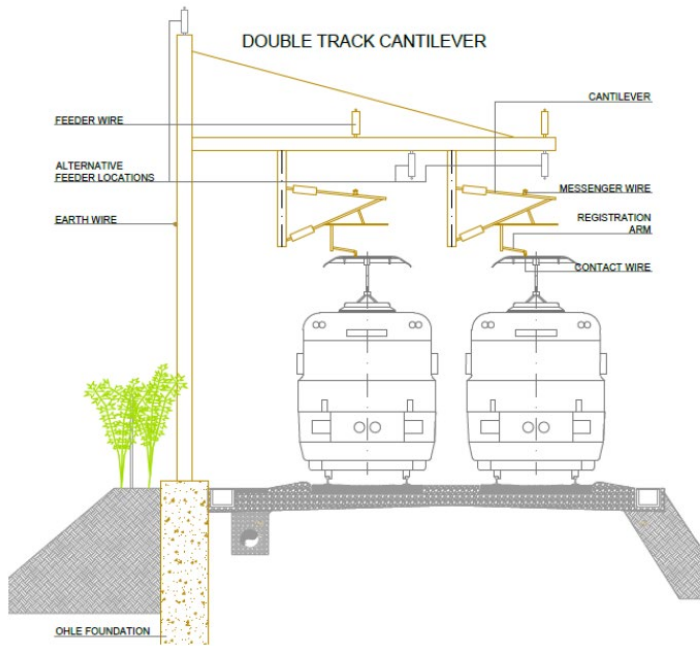 DOUBLE TRACK CANTILEVER
CANTILEVER
FEEDER WIRE
ALTERNATIVE
FEEDER LOCATIONS
MESSENGER WIRE
EARTH WIRE
REGISTRATION
ARM
CONTACT WIRE
OHLE FOUNDATION